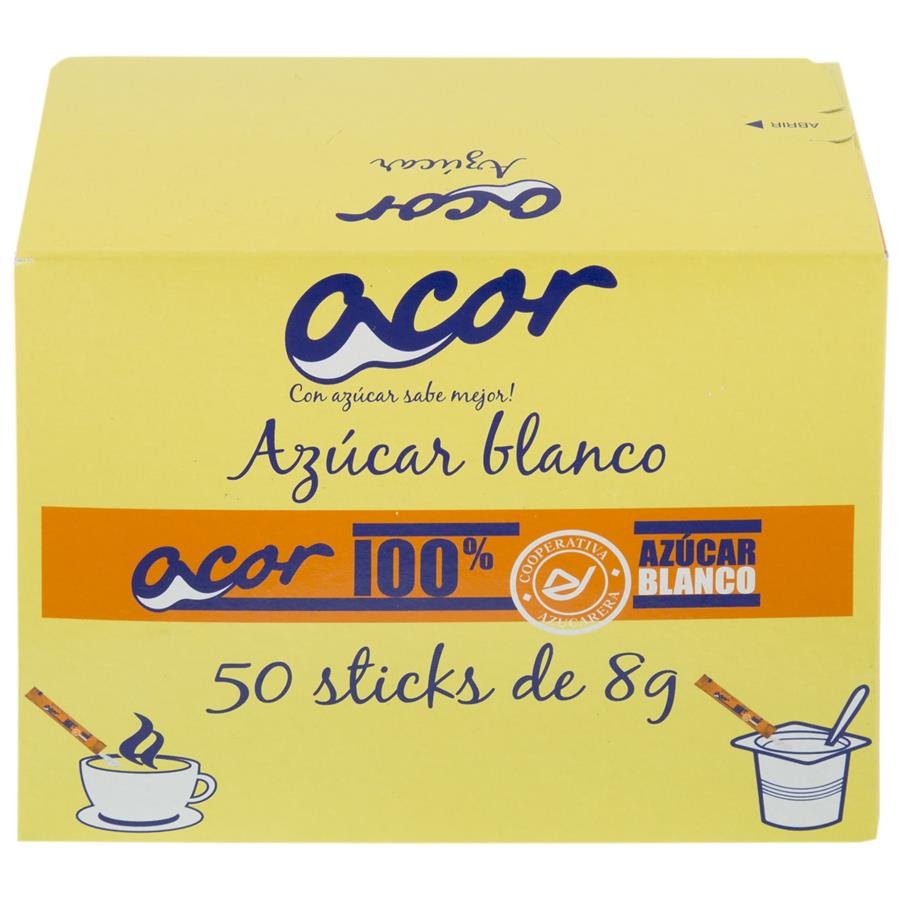 ABRIR
Azúcar
acor
acor
Con azúcar sabe mejor!
Azúcar blanco
acor 100%
COOPERATIVA
AZUCARERA
AZÚCAR
BLANCO
50 sticks de 8g